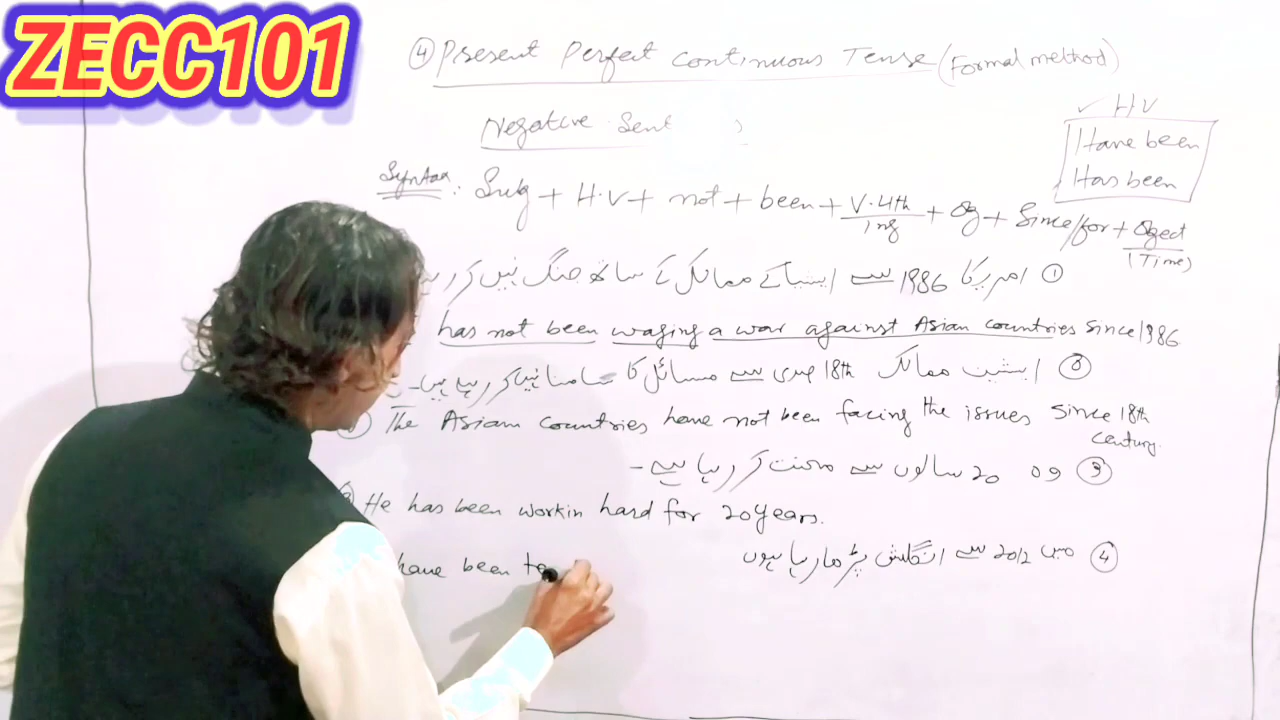 ZECC101
④ Present Perfect Continuous Tense (Formal method)
Negative Sent
✓ H V
Have been
Has been
Syntax: Sub + H.V + not + been + V.4th + Obj + Since/for + Object
ing
(Time)
① امریکا 1986 سے ایشیا کے ممالک کے ساتھ جنگ نہیں کر
has not been waging a war against Asian countries since 1986
② ایشین ممالک 18th صدی سے مسائل کا سامنا نہیں کر رہے ہیں۔
The Asian Countries have not been facing the issues since 18th
century.
③ وہ 20 سالوں سے محنت کر رہا ہے۔
He has been workin hard for 20 years.
④ میں 2012 سے انگلش پڑھا رہا ہوں
have been te